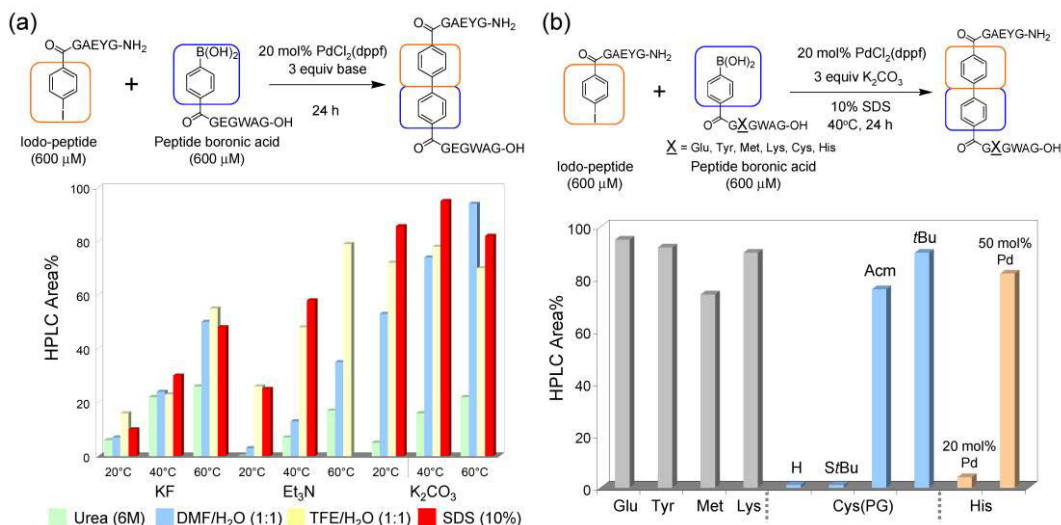 (a)
GAEYG-NH2
O
I
Iodo-peptide
(600 μM)
+
B(OH)2
O
GEGWAG-OH
Peptide boronic acid
(600 μM)
20 mol% PdCl2(dppf)
3 equiv base
24 h
GAEYG-NH2
O
O
GEGWAG-OH
HPLC Area%
100
80
60
40
20
0
20°C 40°C 60°C 20°C 40°C 60°C 20°C 40°C 60°C
KF Et3N K2CO3
Urea (6M) DMF/H2O (1:1) TFE/H2O (1:1) SDS (10%)
(b)
GAEYG-NH2
O
I
Iodo-peptide
(600 μM)
+
B(OH)2
O
GXGWAG-OH
X = Glu, Tyr, Met, Lys, Cys, His
Peptide boronic acid
(600 μM)
20 mol% PdCl2(dppf)
3 equiv K2CO3
10% SDS
40°C, 24 h
GAEYG-NH2
O
O
GXGWAG-OH
HPLC Area%
100
80
60
40
20
0
H
StBu
Acm
tBu
20 mol%
Pd
50 mol%
Pd
Glu Tyr Met Lys Cys(PG) His